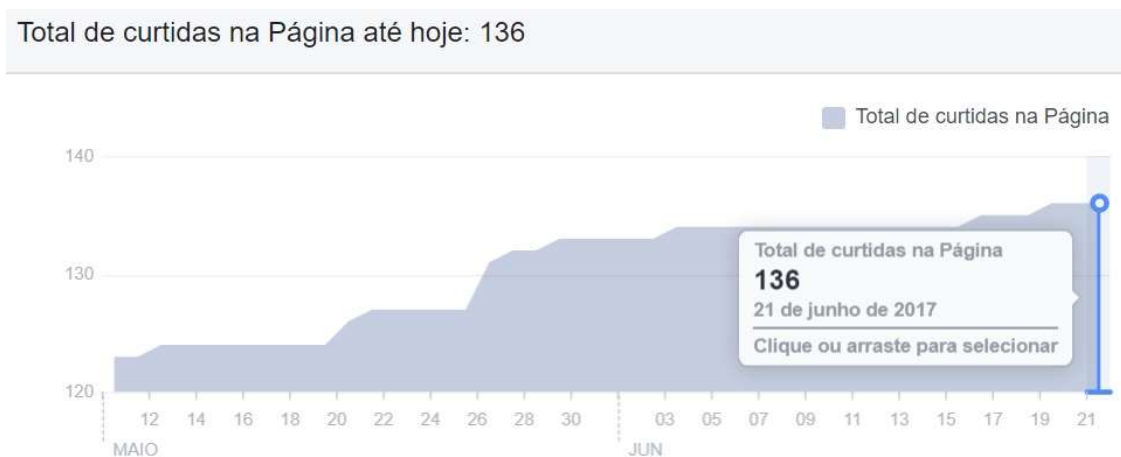 Total de curtidas na Página até hoje: 136
Total de curtidas na Página
140
130
120
Total de curtidas na Página
136
21 de junho de 2017
Clique ou arraste para selecionar
12 14 16 18 20 22 24 26 28 30 03 05 07 09 11 13 15 17 19 21
MAIO JUN